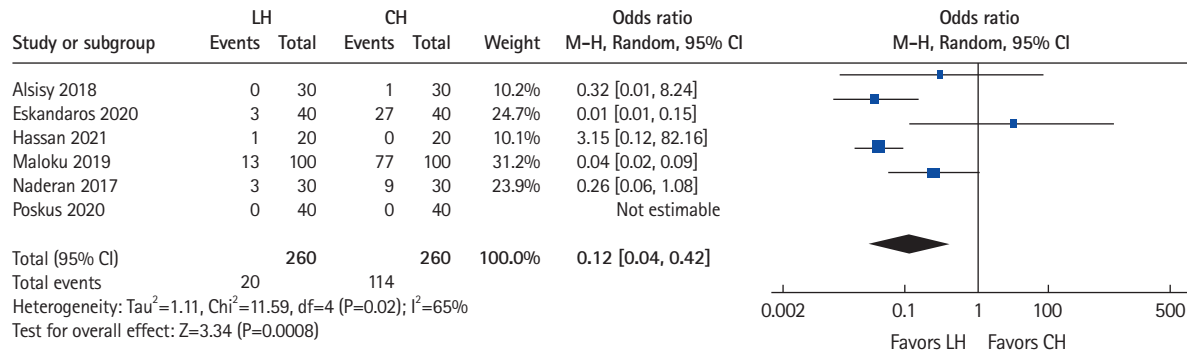 LH CH Odds ratio Odds ratio
Study or subgroup Events Total Events Total Weight M-H, Random, 95% CI M-H, Random, 95% CI
Alsisy 2018 0 30 1 30 10.2% 0.32 [0.01, 8.24]
Eskandaros 2020 3 40 27 40 24.7% 0.01 [0.01, 0.15]
Hassan 2021 1 20 0 20 10.1% 3.15 [0.12, 82.16]
Maloku 2019 13 100 77 100 31.2% 0.04 [0.02, 0.09]
Naderan 2017 3 30 9 30 23.9% 0.26 [0.06, 1.08]
Poskus 2020 0 40 0 40 Not estimable
Total (95% CI) 260 260 100.0% 0.12 [0.04, 0.42]
Total events 20 114
Heterogeneity: Tau²=1.11, Chi²=11.59, df=4 (P=0.02); I²=65%
Test for overall effect: Z=3.34 (P=0.0008)
0.002 0.1 1 100 500
Favors LH Favors CH